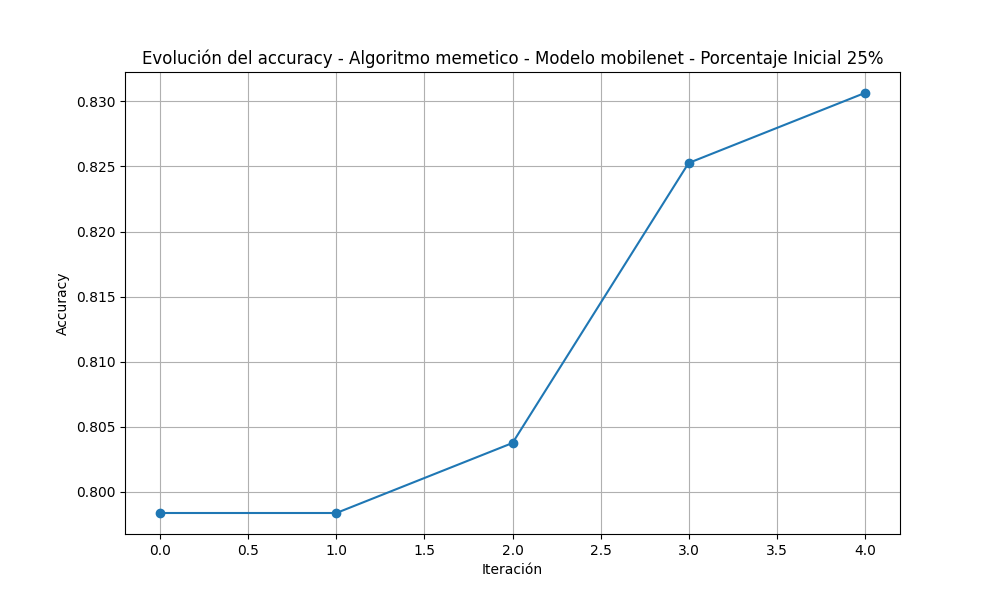 Evolución del accuracy - Algoritmo memetico - Modelo mobilenet - Porcentaje Inicial 25%
0.830
0.825
0.820
0.815
0.810
0.805
0.800
Accuracy
0.0 0.5 1.0 1.5 2.0 2.5 3.0 3.5 4.0
Iteración